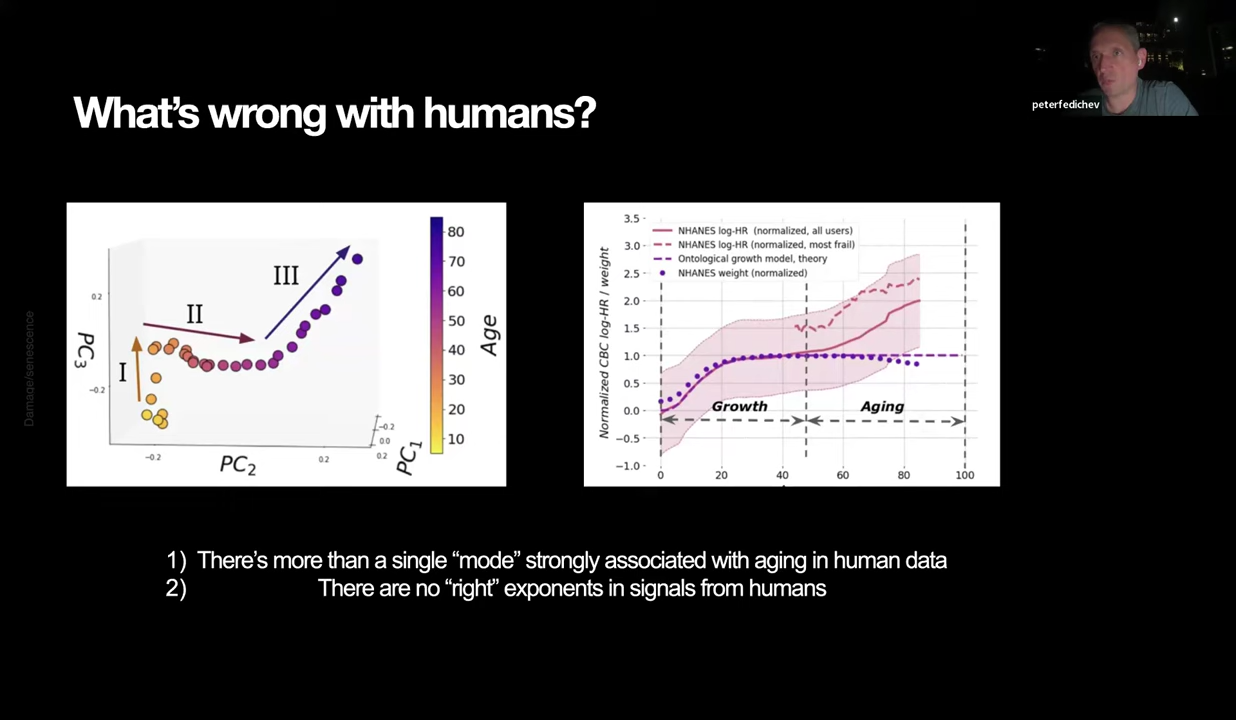 peterfedichev
What's wrong with humans?
Damage/senescence
I
II
III
PC3
0.2
−0.2
−0.2
0.2
PC2
−0.2
0.0
0.2
PC1
80
70
60
50
40
30
20
10
Age
Normalized CBC log-HR / weight
3.5
3.0
2.5
2.0
1.5
1.0
0.5
0.0
−0.5
−1.0
NHANES log-HR (normalized, all users)
NHANES log-HR (normalized, most frail)
Ontological growth model, theory
NHANES weight (normalized)
Growth
Aging
0 20 40 60 80 100
1) There's more than a single “mode” strongly associated with aging in human data
2) There are no “right” exponents in signals from humans